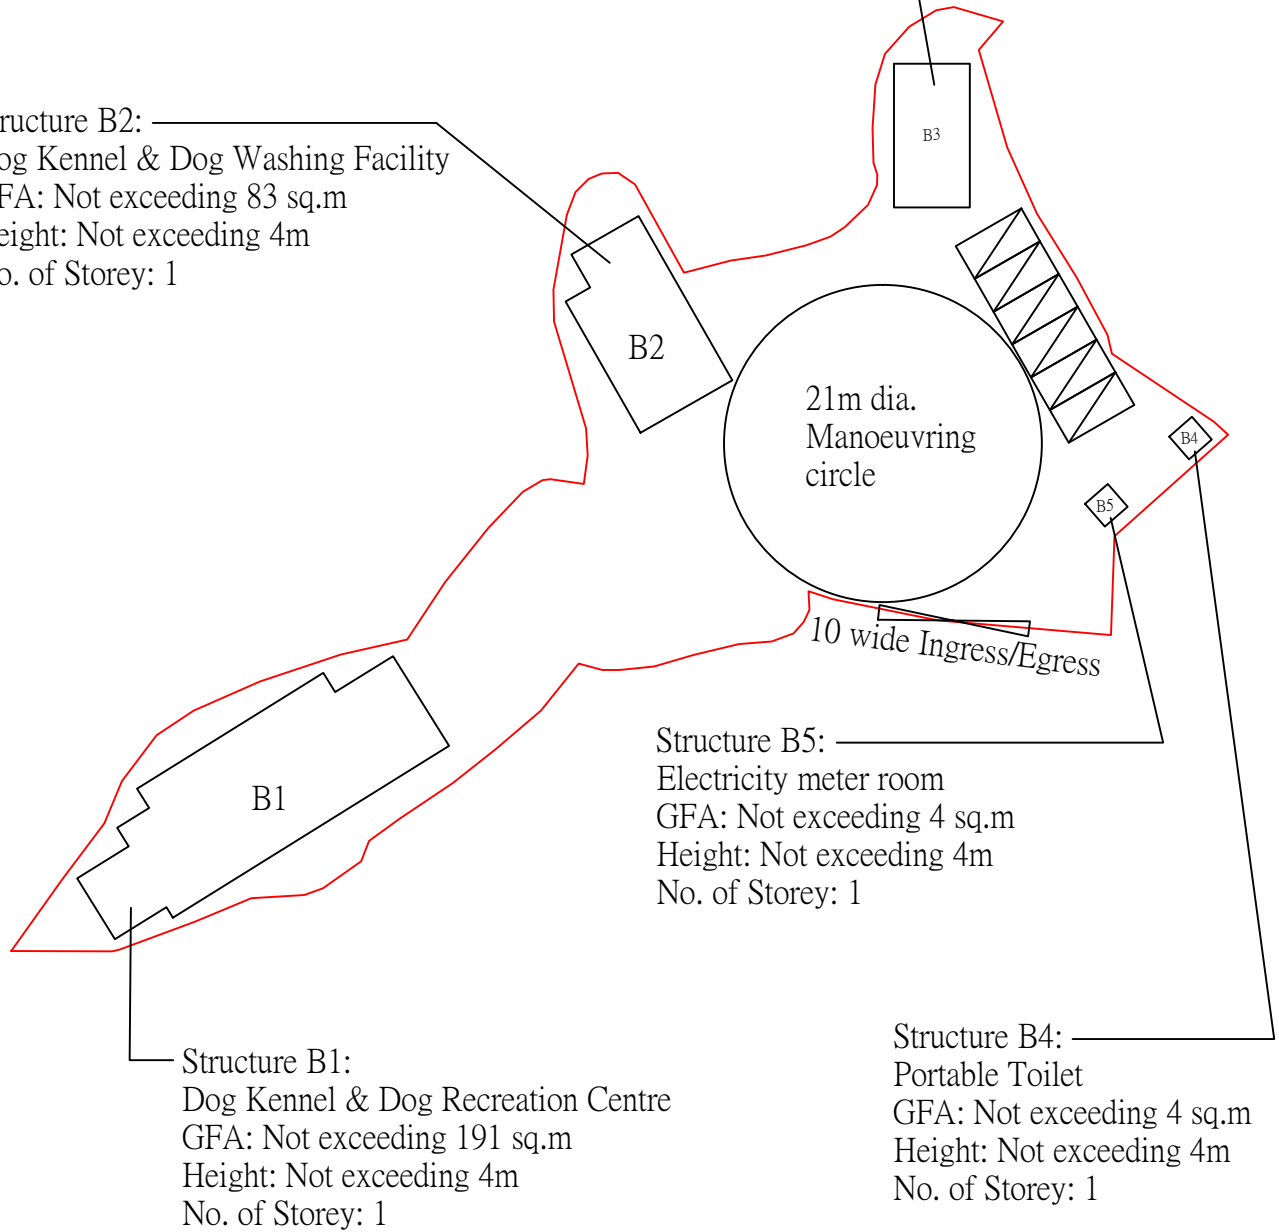 B3
ructure B2:
og Kennel & Dog Washing Facility
FA: Not exceeding 83 sq.m
eight: Not exceeding 4m
o. of Storey: 1
B2
21m dia.
Manoeuvring
circle
B4
B5
10 wide Ingress/Egress
Structure B5:
Electricity meter room
GFA: Not exceeding 4 sq.m
Height: Not exceeding 4m
No. of Storey: 1
B1
Structure B1:
Dog Kennel & Dog Recreation Centre
GFA: Not exceeding 191 sq.m
Height: Not exceeding 4m
No. of Storey: 1
Structure B4:
Portable Toilet
GFA: Not exceeding 4 sq.m
Height: Not exceeding 4m
No. of Storey: 1